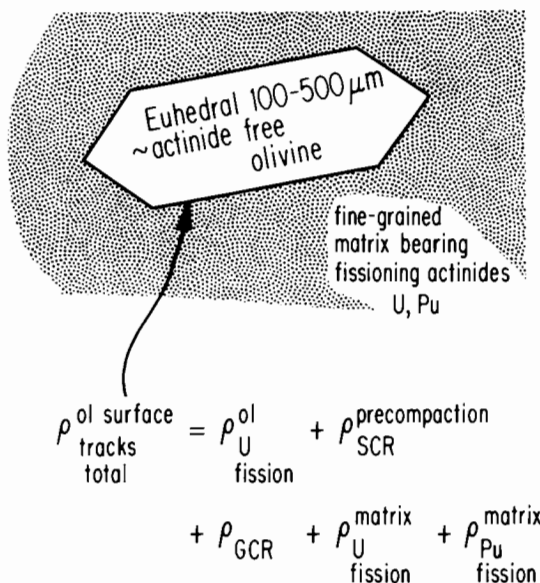 Euhedral 100-500 μm
~actinide free
olivine
fine-grained
matrix bearing
fissioning actinides
U, Pu
ρ ol surface tracks total = ρ ol U fission + ρ precompaction SCR
+ ρ GCR + ρ matrix U fission + ρ matrix Pu fission